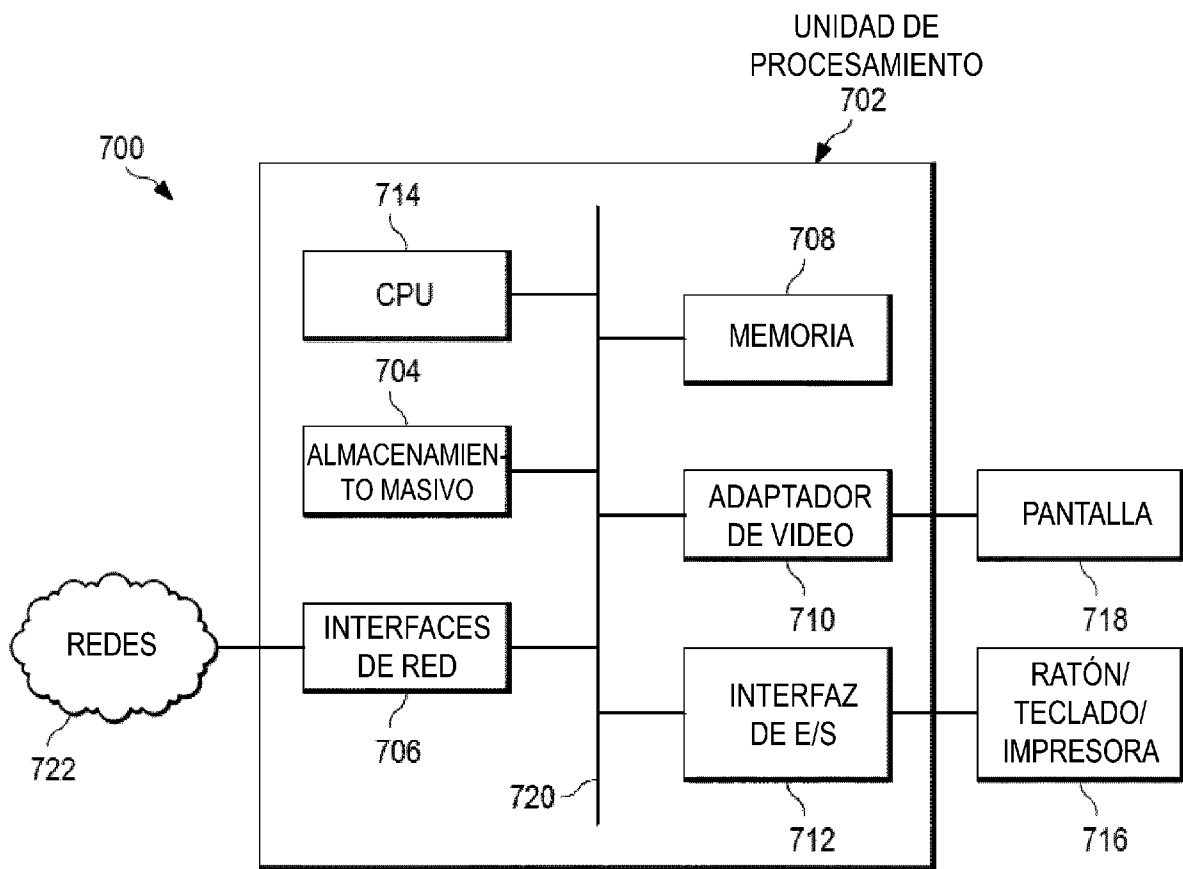 UNIDAD DE
PROCESAMIENTO
702
700
714
CPU
708
MEMORIA
704
ALMACENAMIEN-
TO MASIVO
ADAPTADOR
DE VIDEO
710
PANTALLA
718
REDES
722
INTERFACES
DE RED
706
720
INTERFAZ
DE E/S
712
RATÓN/
TECLADO/
IMPRESORA
716